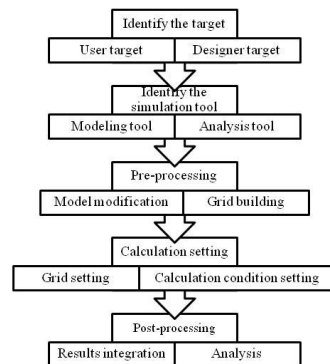 Identify the target
User target Designer target
Identify the
simulation tool
Modeling tool Analysis tool
Pre-processing
Model modification Grid building
Calculation setting
Grid setting Calculation condition setting
Post-processing
Results integration Analysis